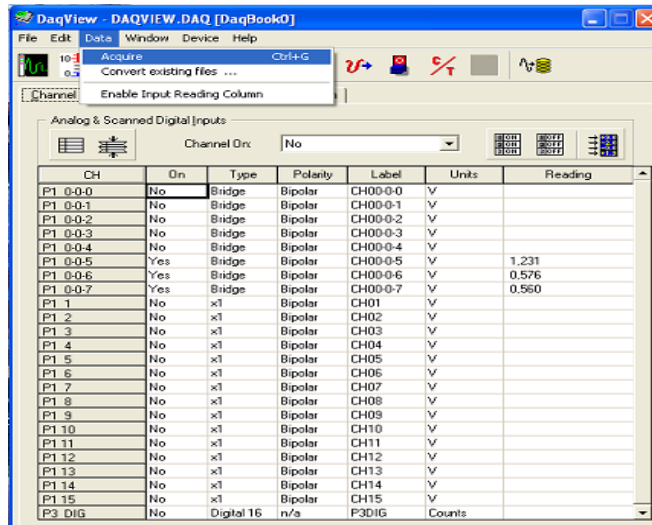 DaqView - DAQVIEW.DAQ [DaqBook0]
File Edit Data Window Device Help
Acquire Ctrl+G
Convert existing files ...
Enable Input Reading Column
Channel
Analog & Scanned Digital Inputs
Channel On: No
CH On Type Polarity Label Units Reading
P1 0-0-0 No Bridge Bipolar CH00-0-0 V
P1 0-0-1 No Bridge Bipolar CH00-0-1 V
P1 0-0-2 No Bridge Bipolar CH00-0-2 V
P1 0-0-3 No Bridge Bipolar CH00-0-3 V
P1 0-0-4 No Bridge Bipolar CH00-0-4 V
P1 0-0-5 Yes Bridge Bipolar CH00-0-5 V 1,231
P1 0-0-6 Yes Bridge Bipolar CH00-0-6 V 0,576
P1 0-0-7 Yes Bridge Bipolar CH00-0-7 V 0,560
P1 1 No x1 Bipolar CH01 V
P1 2 No x1 Bipolar CH02 V
P1 3 No x1 Bipolar CH03 V
P1 4 No x1 Bipolar CH04 V
P1 5 No x1 Bipolar CH05 V
P1 6 No x1 Bipolar CH06 V
P1 7 No x1 Bipolar CH07 V
P1 8 No x1 Bipolar CH08 V
P1 9 No x1 Bipolar CH09 V
P1 10 No x1 Bipolar CH10 V
P1 11 No x1 Bipolar CH11 V
P1 12 No x1 Bipolar CH12 V
P1 13 No x1 Bipolar CH13 V
P1 14 No x1 Bipolar CH14 V
P1 15 No x1 Bipolar CH15 V
P3 DIG No Digital 16 n/a P3DIG Counts